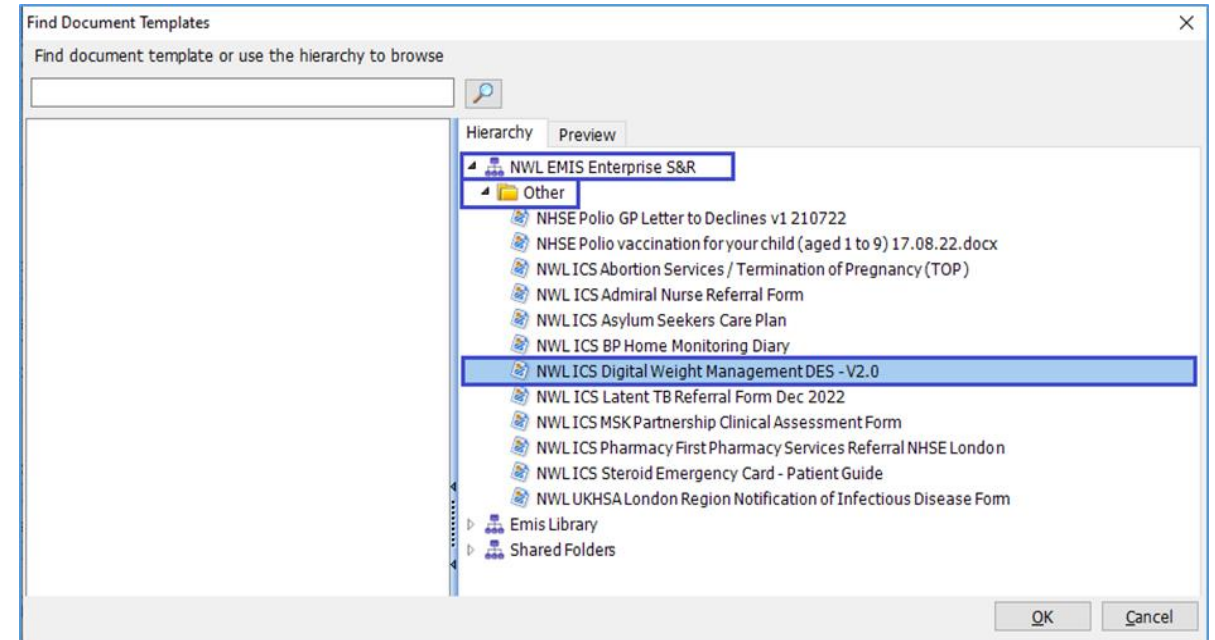 Find Document Templates
Find document template or use the hierarchy to browse
Hierarchy Preview
NWL EMIS Enterprise S&R
Other
NHSE Polio GP Letter to Declines v1 210722
NHSE Polio vaccination for your child (aged 1 to 9) 17.08.22.docx
NWL ICS Abortion Services / Termination of Pregnancy (TOP)
NWL ICS Admiral Nurse Referral Form
NWL ICS Asylum Seekers Care Plan
NWL ICS BP Home Monitoring Diary
NWL ICS Digital Weight Management DES - V2.0
NWL ICS Latent TB Referral Form Dec 2022
NWL ICS MSK Partnership Clinical Assessment Form
NWL ICS Pharmacy First Pharmacy Services Referral NHSE London
NWL ICS Steroid Emergency Card - Patient Guide
NWL UKHSA London Region Notification of Infectious Disease Form
Emis Library
Shared Folders
OK Cancel